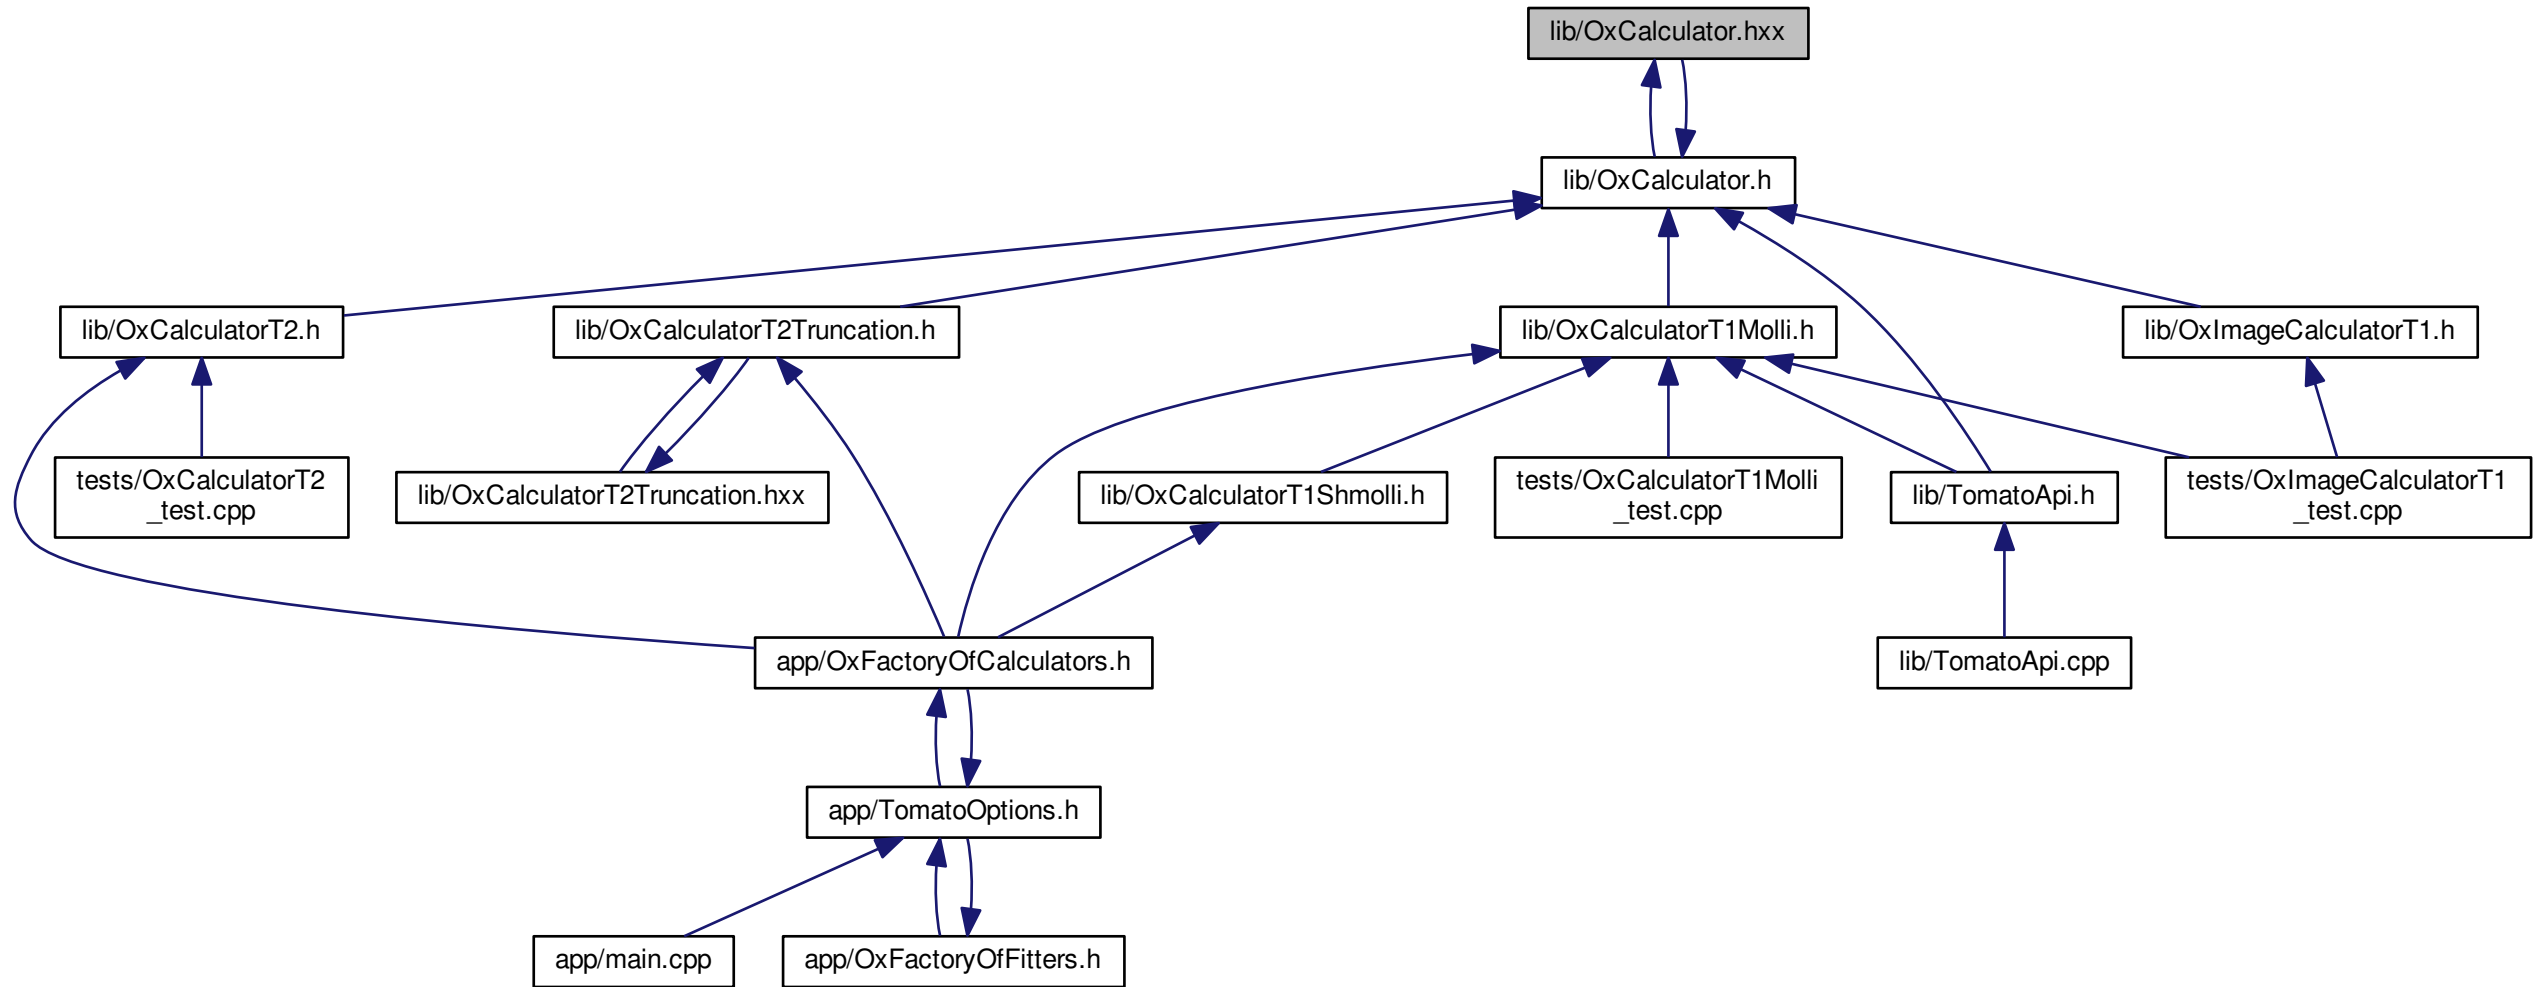 lib/OxCalculator.hxx
lib/OxCalculator.h
lib/OxCalculatorT2.h
lib/OxCalculatorT2Truncation.h
lib/OxCalculatorT1Molli.h
lib/OxImageCalculatorT1.h
tests/OxCalculatorT2
_test.cpp
lib/OxCalculatorT2Truncation.hxx
lib/OxCalculatorT1Shmolli.h
tests/OxCalculatorT1Molli
_test.cpp
lib/TomatoApi.h
tests/OxImageCalculatorT1
_test.cpp
app/OxFactoryOfCalculators.h
lib/TomatoApi.cpp
app/TomatoOptions.h
app/main.cpp
app/OxFactoryOfFitters.h